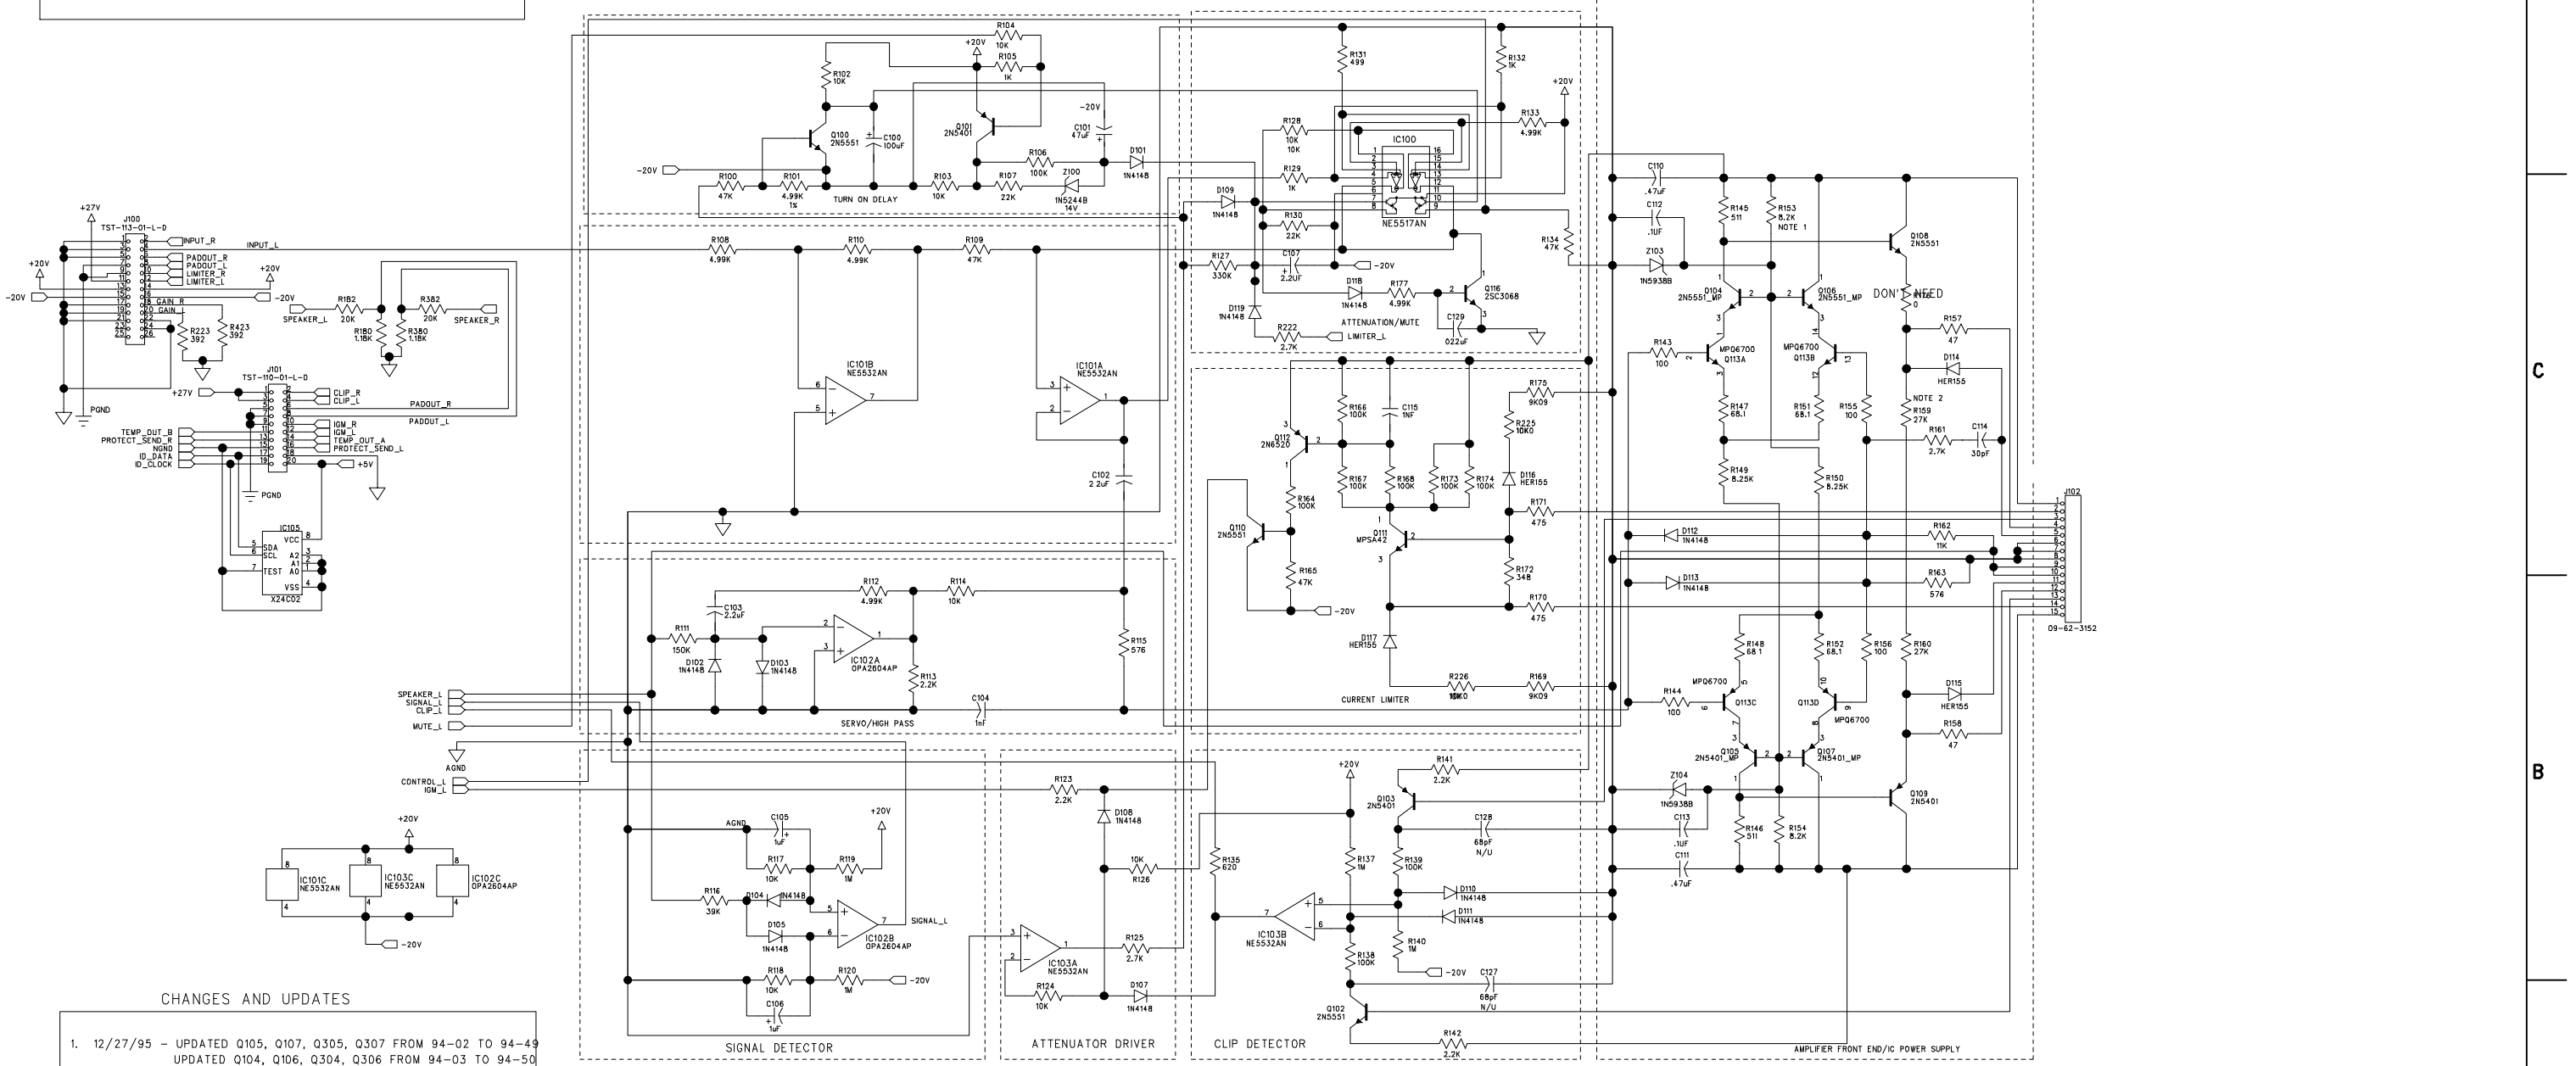 R104
10K
+20V
R105
1K
R102
10K
Q100
2N5551
C100
100uF
Q101
2N5401
-20V
C101
47uF
R106
100K
D101
1N4148
-20V
R100
47K
R101
4.99K
1%
R103
10K
R107
22K
Z100
1N5244B
14V
TURN ON DELAY
R131
499
R132
1K
+20V
R133
4.99K
R128
10K
10K
IC100
NE5517AN
R129
1K
D109
1N4148
R130
22K
R134
47K
R127
330K
C107
2.2UF
-20V
D118
1N4148
R177
4.99K
Q116
2SC3068
D119
1N4148
C129
022uF
ATTENUATION/MUTE
R222
2.7K
LIMITER_L
+27V
J100
TST-113-01-L-D
INPUT_R
INPUT_L
PADOUT_R
PADOUT_L
LIMITER_R
LIMITER_L
+20V
+20V
-20V
-20V
GAIN_R
GAIN_L
R223
392
R423
392
PGND
SPEAKER_L
R182
20K
R382
20K
SPEAKER_R
R180
1.18K
R380
1.18K
J101
TST-110-01-L-D
+27V
CLIP_R
CLIP_L
PADOUT_R
PADOUT_L
IGM_R
IGM_L
TEMP_OUT_B
TEMP_OUT_A
PROTECT_SEND_R
PROTECT_SEND_L
NGND
ID_DATA
ID_CLOCK
+5V
PGND
IC105
VCC
SDA
SCL
A2
A1
A0
TEST
VSS
X24C02
R108
4.99K
R110
4.99K
R109
47K
IC101B
NE5532AN
IC101A
NE5532AN
C102
2 2uF
R112
4.99K
R114
10K
C103
2.2uF
R111
150K
D102
1N4148
D103
1N4148
IC102A
OPA2604AP
R113
2.2K
R115
576
C104
1nF
SERVO/HIGH PASS
SPEAKER_L
SIGNAL_L
CLIP_L
MUTE_L
AGND
CONTROL_L
IGM_L
R166
100K
C115
1NF
R175
9K09
R225
10K0
Q112
2N6520
R167
100K
R168
100K
R173
100K
R174
100K
D116
HER155
R164
100K
R171
475
Q110
2N5551
Q111
MPSA42
R165
47K
R172
348
-20V
R170
475
D117
HER155
R226
R169
9K09
CURRENT LIMITER
C110
.47uF
C112
.1UF
R145
511
R153
8.2K
NOTE 1
Q108
2N5551
Z103
1N5938B
Q104
2N5551_MP
Q106
2N5551_MP
DON'T NEED
0
R157
47
R143
100
MPQ6700
Q113A
MPQ6700
Q113B
D114
HER155
NOTE 2
R159
27K
R147
68.1
R151
68.1
R155
100
R161
2.7K
C114
30pF
R149
8.25K
R150
8.25K
J102
09-62-3152
D112
1N4148
R162
11K
D113
1N4148
R163
576
R148
68 1
R152
68.1
R156
100
R160
27K
R144
100
MPQ6700
Q113C
Q113D
MPQ6700
D115
HER155
R158
47
Q105
2N5401_MP
Q107
2N5401_MP
Z104
1N5938B
Q109
2N5401
C113
.1UF
R146
511
R154
8.2K
C111
.47uF
AMPLIFIER FRONT END/IC POWER SUPPLY
+20V
IC101C
NE5532AN
IC103C
NE5532AN
IC102C
OPA2604AP
-20V
AGND
C105
1uF
+20V
R117
10K
R119
1M
R116
39K
D104
1N4148
D105
1N4148
IC102B
OPA2604AP
SIGNAL_L
R118
10K
R120
1M
-20V
C106
1uF
SIGNAL DETECTOR
R123
2.2K
D108
1N4148
10K
R126
IC103A
NE5532AN
R125
2.7K
R124
10K
D107
1N4148
ATTENUATOR DRIVER
R135
620
+20V
R141
2.2K
Q103
2N5401
C128
68pF
N/U
R137
1M
R139
100K
D110
1N4148
D111
1N4148
IC103B
NE5532AN
R138
100K
R140
1M
-20V
C127
68pF
N/U
Q102
2N5551
R142
2.2K
CLIP DETECTOR
C
B
CHANGES AND UPDATES
1. 12/27/95 - UPDATED Q105, Q107, Q305, Q307 FROM 94-02 TO 94-49
UPDATED Q104, Q106, Q304, Q306 FROM 94-03 TO 94-50